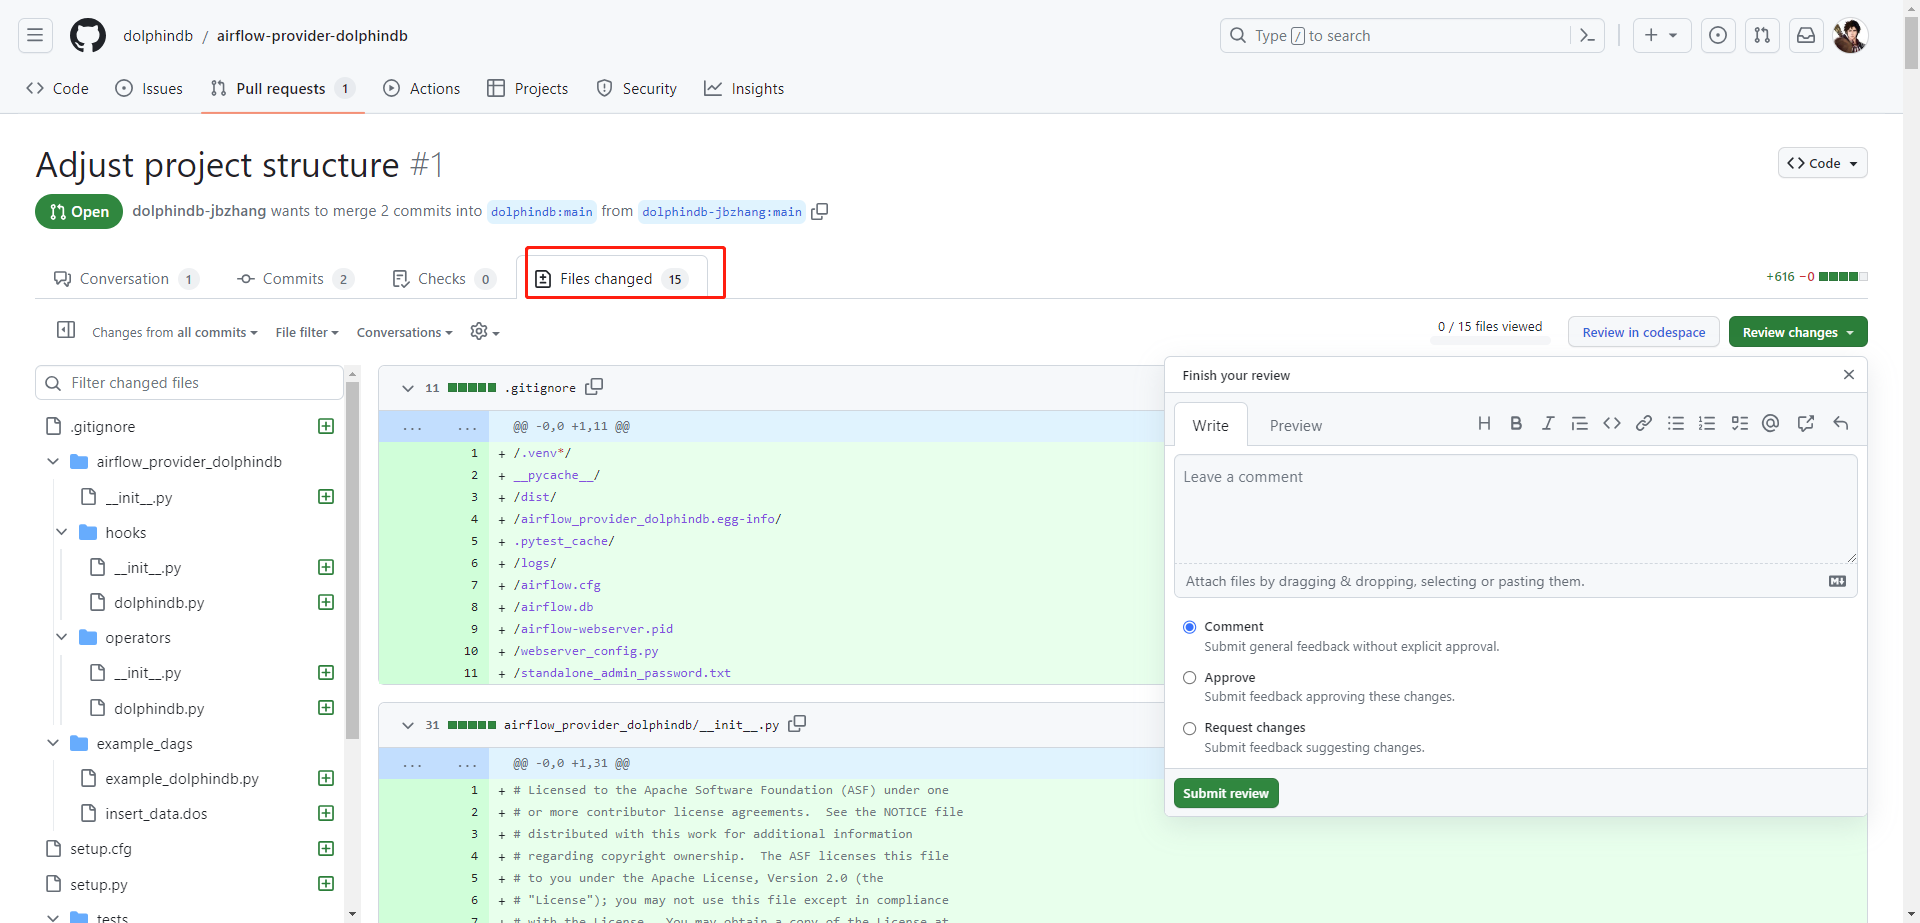 dolphindb / airflow-provider-dolphindb
Type / to search
Code Issues Pull requests 1 Actions Projects Security Insights
Adjust project structure #1
Code
Open dolphindb-jbzhang wants to merge 2 commits into dolphindb:main from dolphindb-jbzhang:main
Conversation 1 Commits 2 Checks 0 Files changed 15
+616 −0
Changes from all commits File filter Conversations
0 / 15 files viewed
Review in codespace
Review changes
Filter changed files
.gitignore
airflow_provider_dolphindb
__init__.py
hooks
__init__.py
dolphindb.py
operators
__init__.py
dolphindb.py
example_dags
example_dolphindb.py
insert_data.dos
setup.cfg
setup.py
tests
11 .gitignore
... ... @@ -0,0 +1,11 @@
1 + /.venv*/
2 + __pycache__/
3 + /dist/
4 + /airflow_provider_dolphindb.egg-info/
5 + .pytest_cache/
6 + /logs/
7 + /airflow.cfg
8 + /airflow.db
9 + /airflow-webserver.pid
10 + /webserver_config.py
11 + /standalone_admin_password.txt
31 airflow_provider_dolphindb/__init__.py
... ... @@ -0,0 +1,31 @@
1 + # Licensed to the Apache Software Foundation (ASF) under one
2 + # or more contributor license agreements.  See the NOTICE file
3 + # distributed with this work for additional information
4 + # regarding copyright ownership.  The ASF licenses this file
5 + # to you under the Apache License, Version 2.0 (the
6 + # "License"); you may not use this file except in compliance
7 + # with the License.  You may obtain a copy of the License at
Finish your review
Write Preview
Leave a comment
Attach files by dragging & dropping, selecting or pasting them.
Comment
Submit general feedback without explicit approval.
Approve
Submit feedback approving these changes.
Request changes
Submit feedback suggesting changes.
Submit review